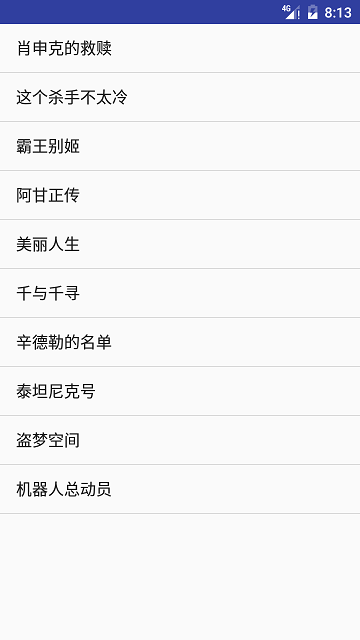 4G 8:13
肖申克的救赎
这个杀手不太冷
霸王别姬
阿甘正传
美丽人生
千与千寻
辛德勒的名单
泰坦尼克号
盗梦空间
机器人总动员